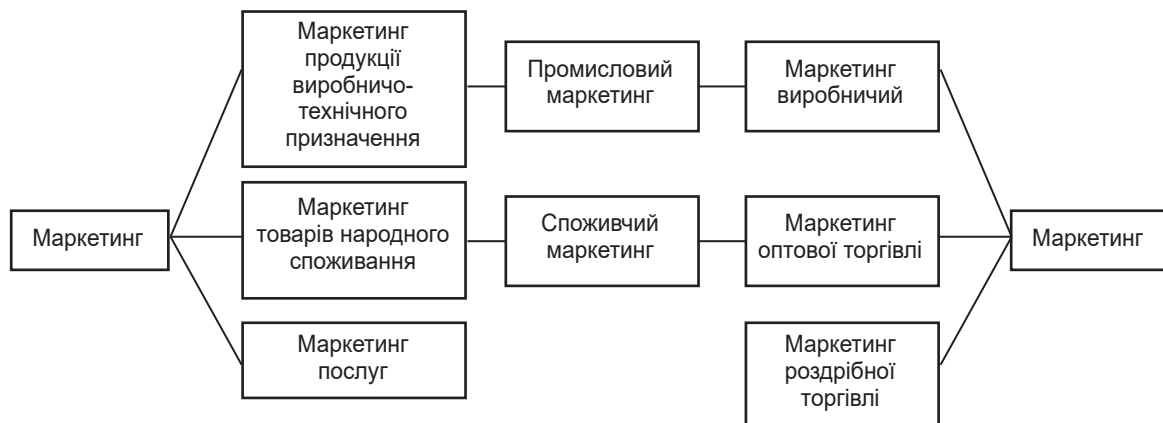 Маркетинг
Маркетинг
продукції
виробничо-
технічного
призначення
Промисловий
маркетинг
Маркетинг
виробничий
Маркетинг
товарів народного
споживання
Споживчий
маркетинг
Маркетинг
оптової торгівлі
Маркетинг
Маркетинг
послуг
Маркетинг
роздрібної
торгівлі